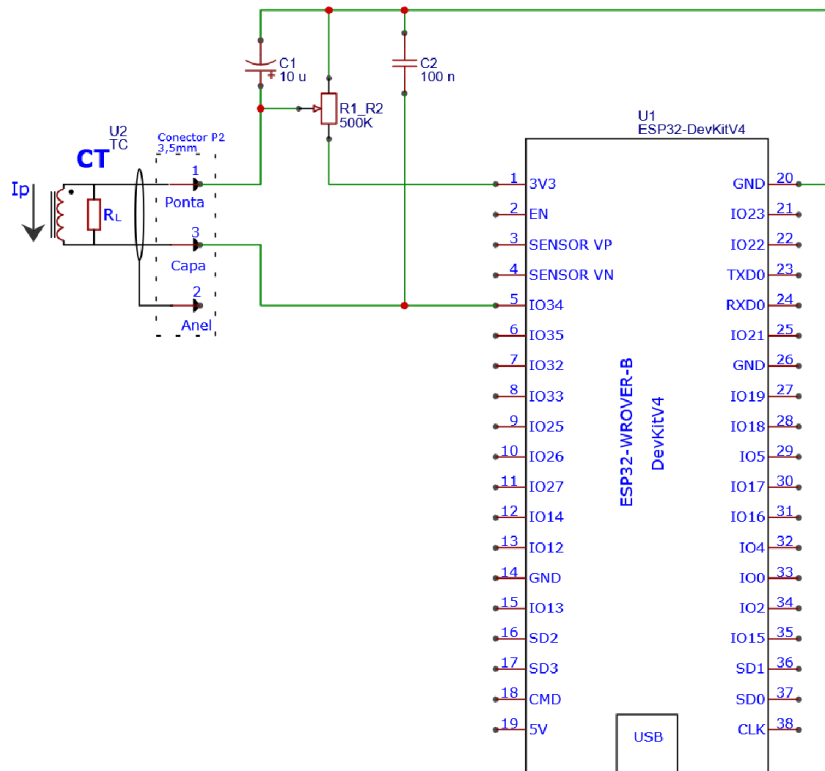 C1
10 u
C2
100 n
R1_R2
500K
U2
TC
Conector P2
3,5mm
CT
1
Ponta
Ip
RL
3
Capa
2
Anel
U1
ESP32-DevKitV4
1 3V3
2 EN
3 SENSOR VP
4 SENSOR VN
5 IO34
6 IO35
7 IO32
8 IO33
9 IO25
10 IO26
11 IO27
12 IO14
13 IO12
14 GND
15 IO13
16 SD2
17 SD3
18 CMD
19 5V
ESP32-WROVER-B
DevKitV4
GND 20
IO23 21
IO22 22
TXD0 23
RXD0 24
IO21 25
GND 26
IO19 27
IO18 28
IO5 29
IO17 30
IO16 31
IO4 32
IO0 33
IO2 34
IO15 35
SD1 36
SD0 37
CLK 38
USB